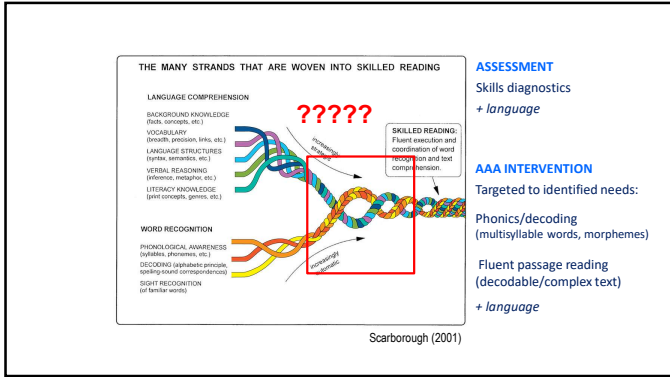 THE MANY STRANDS THAT ARE WOVEN INTO SKILLED READING
LANGUAGE COMPREHENSION
BACKGROUND KNOWLEDGE
(facts, concepts, etc.)
VOCABULARY
(breadth, precision, links, etc.)
LANGUAGE STRUCTURES
(syntax, semantics, etc.)
VERBAL REASONING
(inference, metaphor, etc.)
LITERACY KNOWLEDGE
(print concepts, genres, etc.)
?????
increasingly
strategic
SKILLED READING:
Fluent execution and
coordination of word
recognition and text
comprehension.
WORD RECOGNITION
PHONOLOGICAL AWARENESS
(syllables, phonemes, etc.)
DECODING (alphabetic principle,
spelling-sound correspondences)
SIGHT RECOGNITION
(of familiar words)
increasingly
automatic
Scarborough (2001)
ASSESSMENT
Skills diagnostics
+ language
AAA INTERVENTION
Targeted to identified needs:
Phonics/decoding
(multisyllable words, morphemes)
Fluent passage reading
(decodable/complex text)
+ language